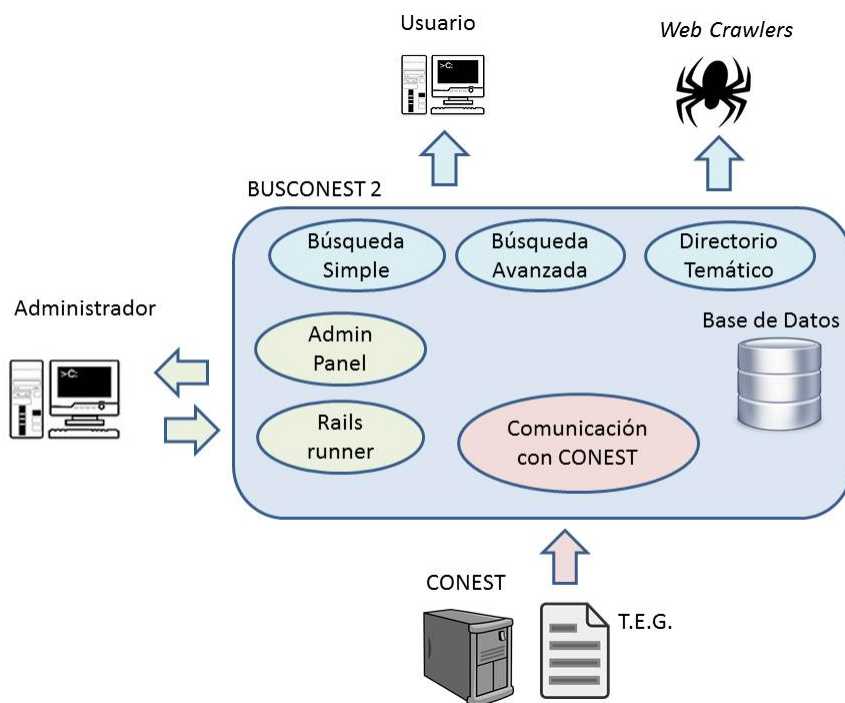 Usuario
Web Crawlers
>C:
BUSCONEST 2
Búsqueda
Simple
Búsqueda
Avanzada
Directorio
Temático
Administrador
>C:
Admin
Panel
Base de Datos
Rails
runner
Comunicación
con CONEST
CONEST
T.E.G.